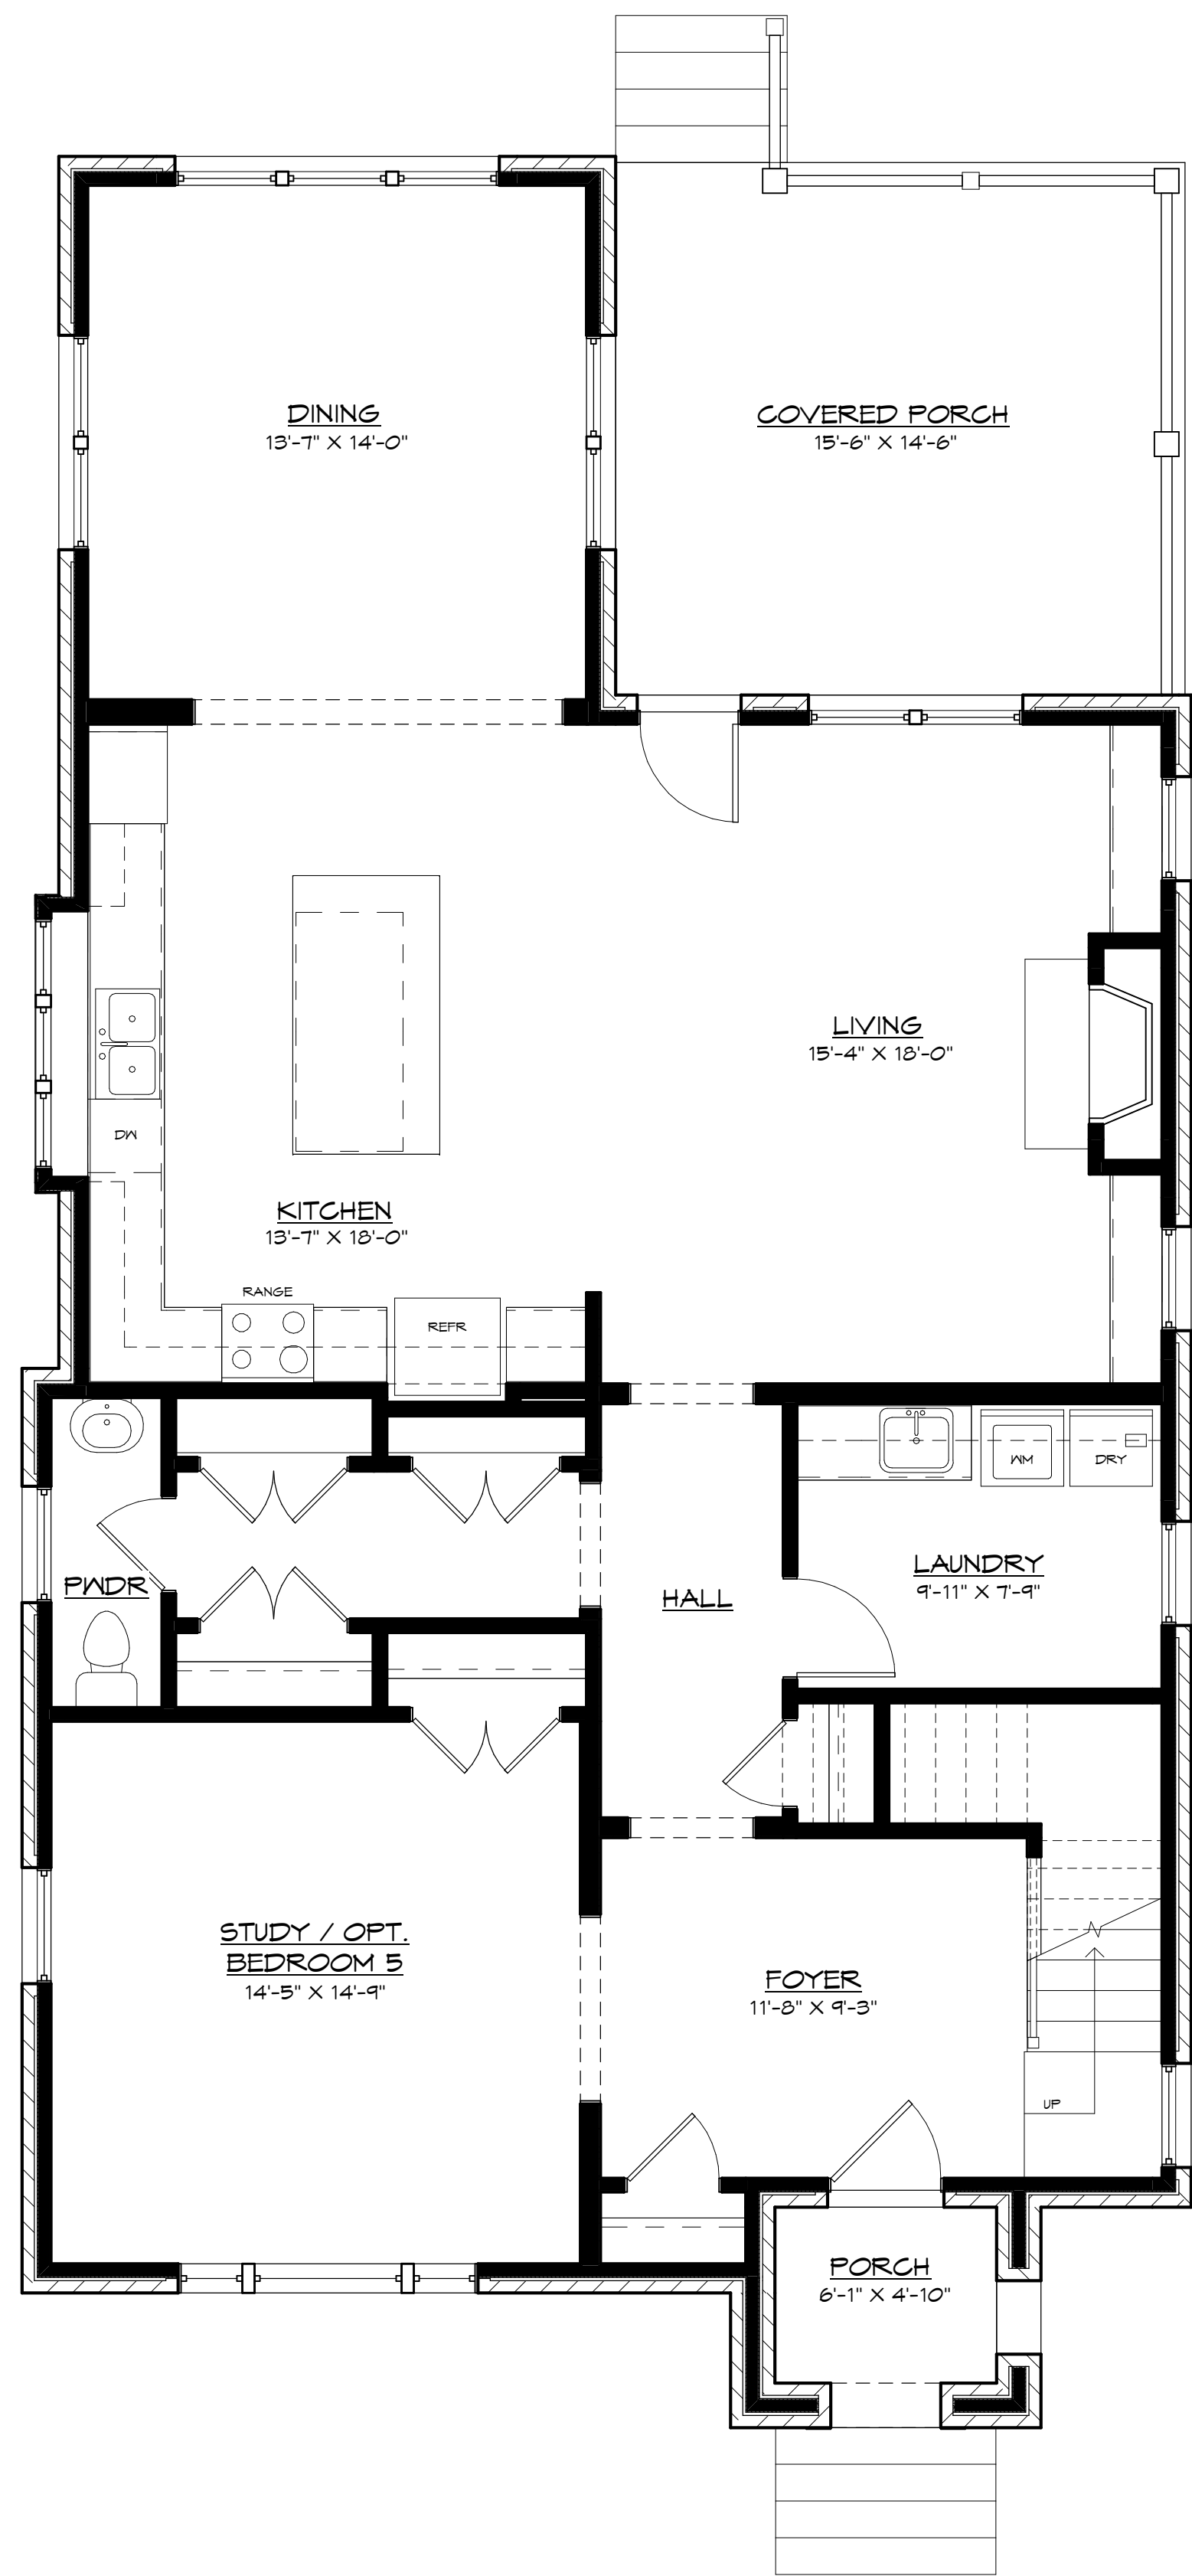 DINING
13'-7" X 14'-0"
COVERED PORCH
15'-6" X 14'-6"
LIVING
15'-4" X 18'-0"
DW
KITCHEN
13'-7" X 18'-0"
RANGE
REFR
WM
DRY
LAUNDRY
9'-11" X 7'-9"
PWDR
HALL
STUDY / OPT.
BEDROOM 5
14'-5" X 14'-9"
FOYER
11'-8" X 9'-3"
UP
PORCH
6'-1" X 4'-10"